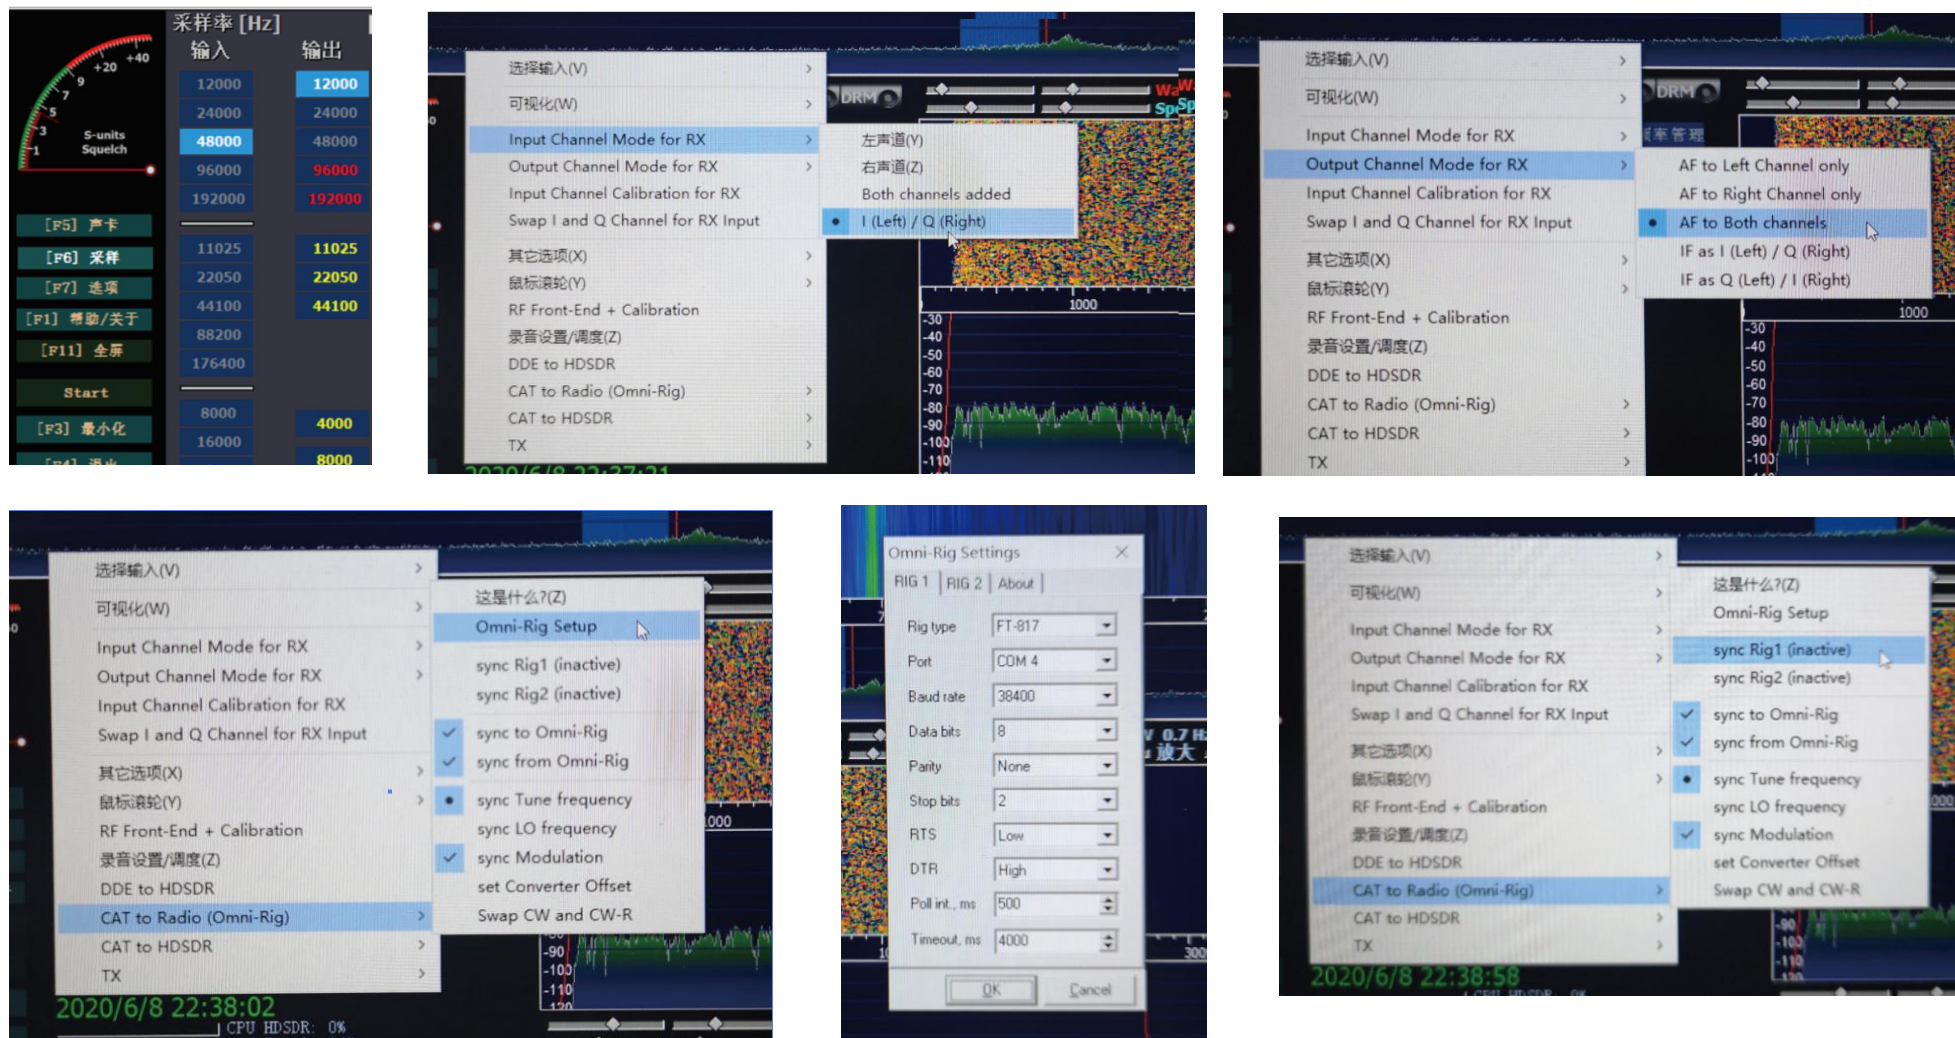 采样率 [Hz]
输入 输出
+40
+20
9
7
5
3
1
S-units
Squelch
12000 12000
24000 24000
48000 48000
96000 96000
192000 192000
11025 11025
22050 22050
44100 44100
88200
176400
8000 4000
16000 8000
[F5] 声卡
[F6] 采样
[F7] 选项
[F1] 帮助/关于
[F11] 全屏
Start
[F3] 最小化
[F4] 退出
选择输入(V)
可视化(W)
Input Channel Mode for RX
Output Channel Mode for RX
Input Channel Calibration for RX
Swap I and Q Channel for RX Input
其它选项(X)
鼠标滚轮(Y)
RF Front-End + Calibration
录音设置/调度(Z)
DDE to HDSDR
CAT to Radio (Omni-Rig)
CAT to HDSDR
TX
2020/6/8 22:37:21
左声道(Y)
右声道(Z)
Both channels added
I (Left) / Q (Right)
DRM
1000
-30
-40
-50
-60
-70
-80
-90
-100
-110
选择输入(V)
可视化(W)
Input Channel Mode for RX
Output Channel Mode for RX
Input Channel Calibration for RX
Swap I and Q Channel for RX Input
其它选项(X)
鼠标滚轮(Y)
RF Front-End + Calibration
录音设置/调度(Z)
DDE to HDSDR
CAT to Radio (Omni-Rig)
CAT to HDSDR
TX
DRM
率管理
AF to Left Channel only
AF to Right Channel only
AF to Both channels
IF as I (Left) / Q (Right)
IF as Q (Left) / I (Right)
1000
-30
-40
-50
-60
-70
-80
-90
-100
选择输入(V)
可视化(W)
Input Channel Mode for RX
Output Channel Mode for RX
Input Channel Calibration for RX
Swap I and Q Channel for RX Input
其它选项(X)
鼠标滚轮(Y)
RF Front-End + Calibration
录音设置/调度(Z)
DDE to HDSDR
CAT to Radio (Omni-Rig)
CAT to HDSDR
TX
2020/6/8 22:38:02
CPU HDSDR: 0%
这是什么?(Z)
Omni-Rig Setup
sync Rig1 (inactive)
sync Rig2 (inactive)
sync to Omni-Rig
sync from Omni-Rig
sync Tune frequency
sync LO frequency
sync Modulation
set Converter Offset
Swap CW and CW-R
-90
-100
-110
Omni-Rig Settings
RIG 1 RIG 2 About
Rig type FT-817
Port COM 4
Baud rate 38400
Data bits 8
Parity None
Stop bits 2
RTS Low
DTR High
Poll int., ms 500
Timeout, ms 4000
OK Cancel
0.7
放大
选择输入(V)
可视化(W)
Input Channel Mode for RX
Output Channel Mode for RX
Input Channel Calibration for RX
Swap I and Q Channel for RX Input
其它选项(X)
鼠标滚轮(Y)
RF Front-End + Calibration
录音设置/调度(Z)
DDE to HDSDR
CAT to Radio (Omni-Rig)
CAT to HDSDR
TX
2020/6/8 22:38:58
这是什么?(Z)
Omni-Rig Setup
sync Rig1 (inactive)
sync Rig2 (inactive)
sync to Omni-Rig
sync from Omni-Rig
sync Tune frequency
sync LO frequency
sync Modulation
set Converter Offset
Swap CW and CW-R
-90
-100